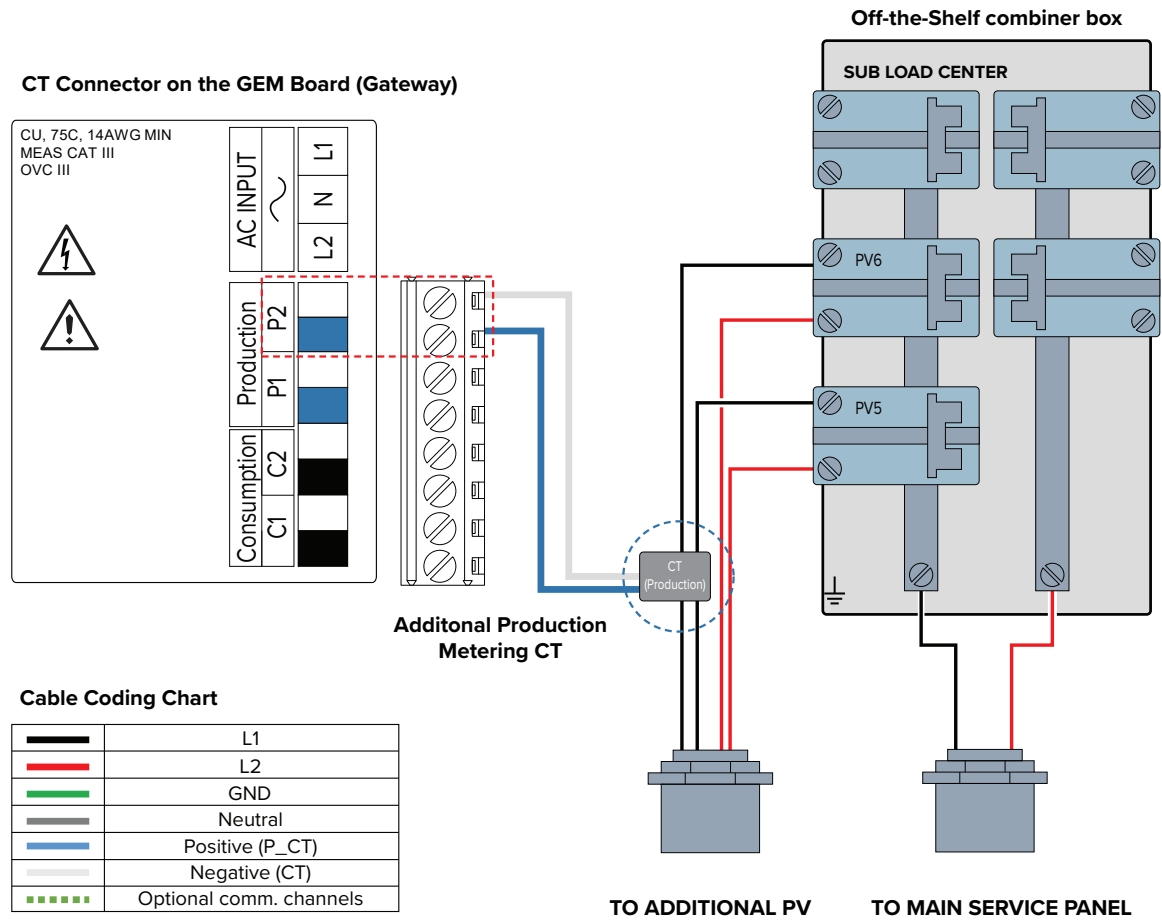 Off-the-Shelf combiner box
CT Connector on the GEM Board (Gateway)
SUB LOAD CENTER
CU, 75C, 14AWG MIN
MEAS CAT III
OVC III
AC INPUT
L1
N
L2
Production
P2
P1
Consumption
C2
C1
PV6
PV5
CT
(Production)
Additonal Production
Metering CT
Cable Coding Chart
L1
L2
GND
Neutral
Positive (P_CT)
Negative (CT)
Optional comm. channels
TO ADDITIONAL PV
TO MAIN SERVICE PANEL